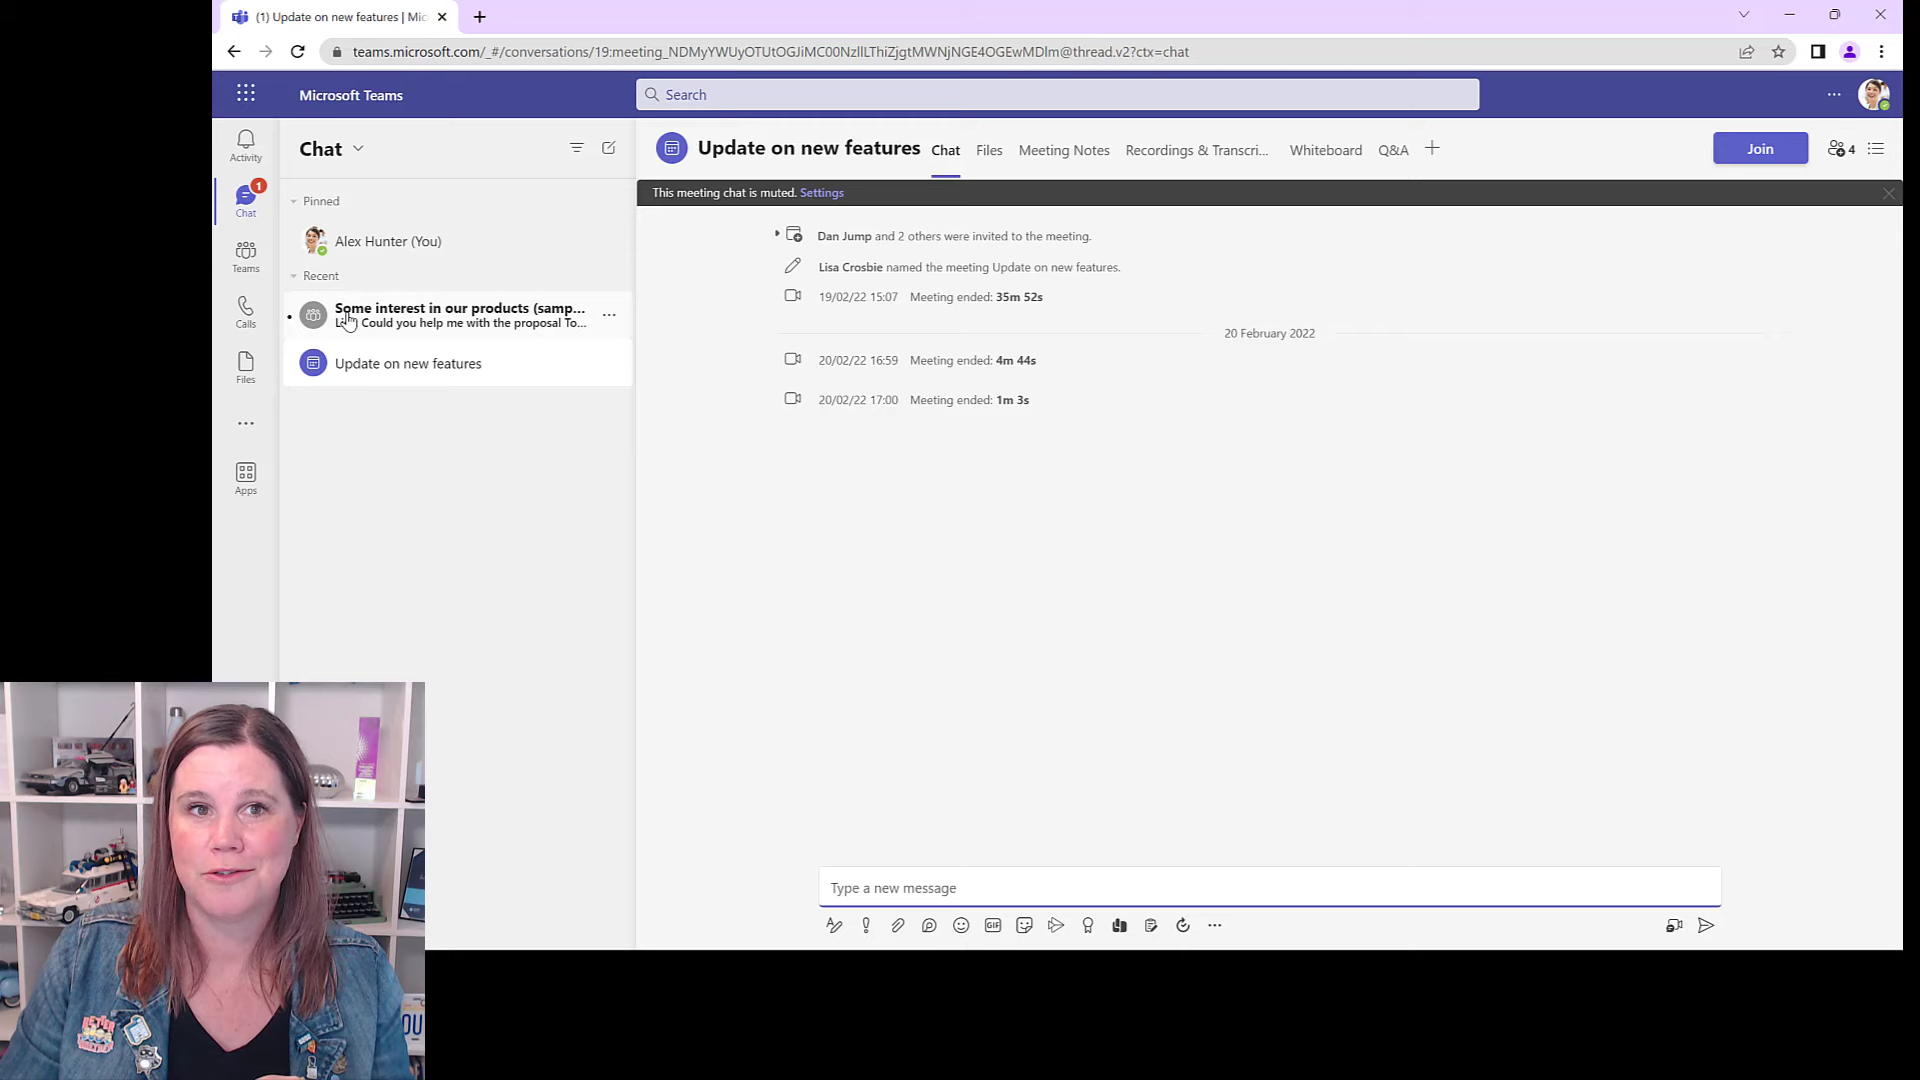 (1) Update on new features | Mic
teams.microsoft.com/_#/conversations/19:meeting_NDMyYWUyOTUtOGJiMC00NzllLThiZjgtMWNjNGE4OGEwMDlm@thread.v2?ctx=chat
Microsoft Teams
Search
Activity
Chat
1
Teams
Calls
Files
Apps
Chat
Pinned
Alex Hunter (You)
Recent
Some interest in our products (samp...
Could you help me with the proposal To...
Update on new features
Update on new features
Chat
Files
Meeting Notes
Recordings & Transcri...
Whiteboard
Q&A
Join
4
This meeting chat is muted. Settings
Dan Jump and 2 others were invited to the meeting.
Lisa Crosbie named the meeting Update on new features.
19/02/22 15:07 Meeting ended: 35m 52s
20 February 2022
20/02/22 16:59 Meeting ended: 4m 44s
20/02/22 17:00 Meeting ended: 1m 3s
Type a new message
GIF